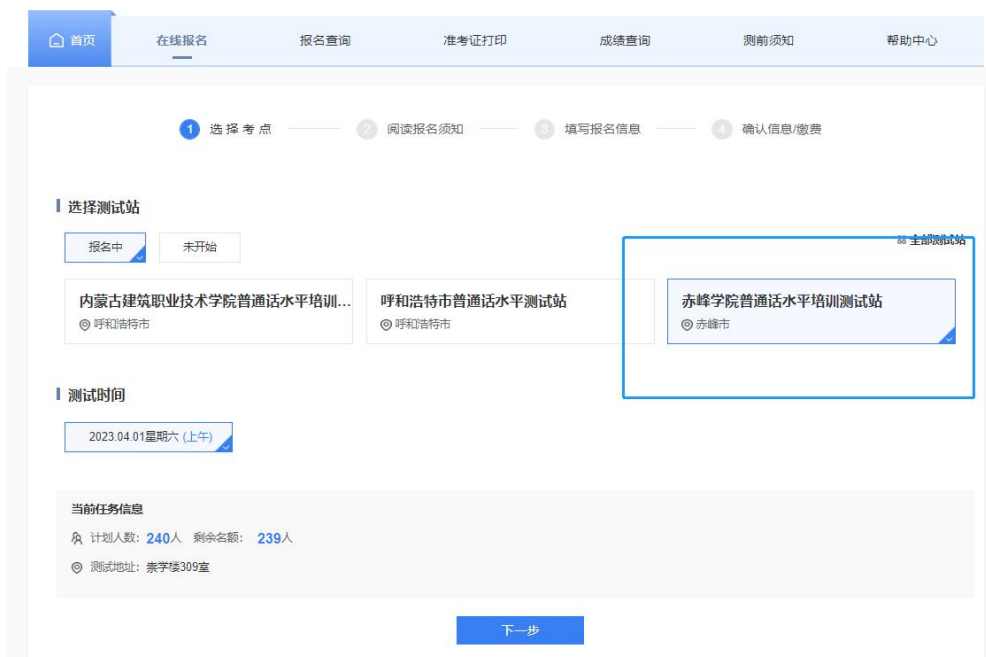 首页 在线报名 报名查询 准考证打印 成绩查询 测前须知 帮助中心
1 选择考点 2 阅读报名须知 3 填写报名信息 4 确认信息/缴费
选择测试站
报名中 未开始 全部测试站
内蒙古建筑职业技术学院普通话水平培训... 呼和浩特市普通话水平测试站 赤峰学院普通话水平培训测试站
呼和浩特市 呼和浩特市 赤峰市
测试时间
2023.04.01星期六 (上午)
当前任务信息
计划人数: 240人 剩余名额: 239人
测试地址: 崇学楼309室
下一步